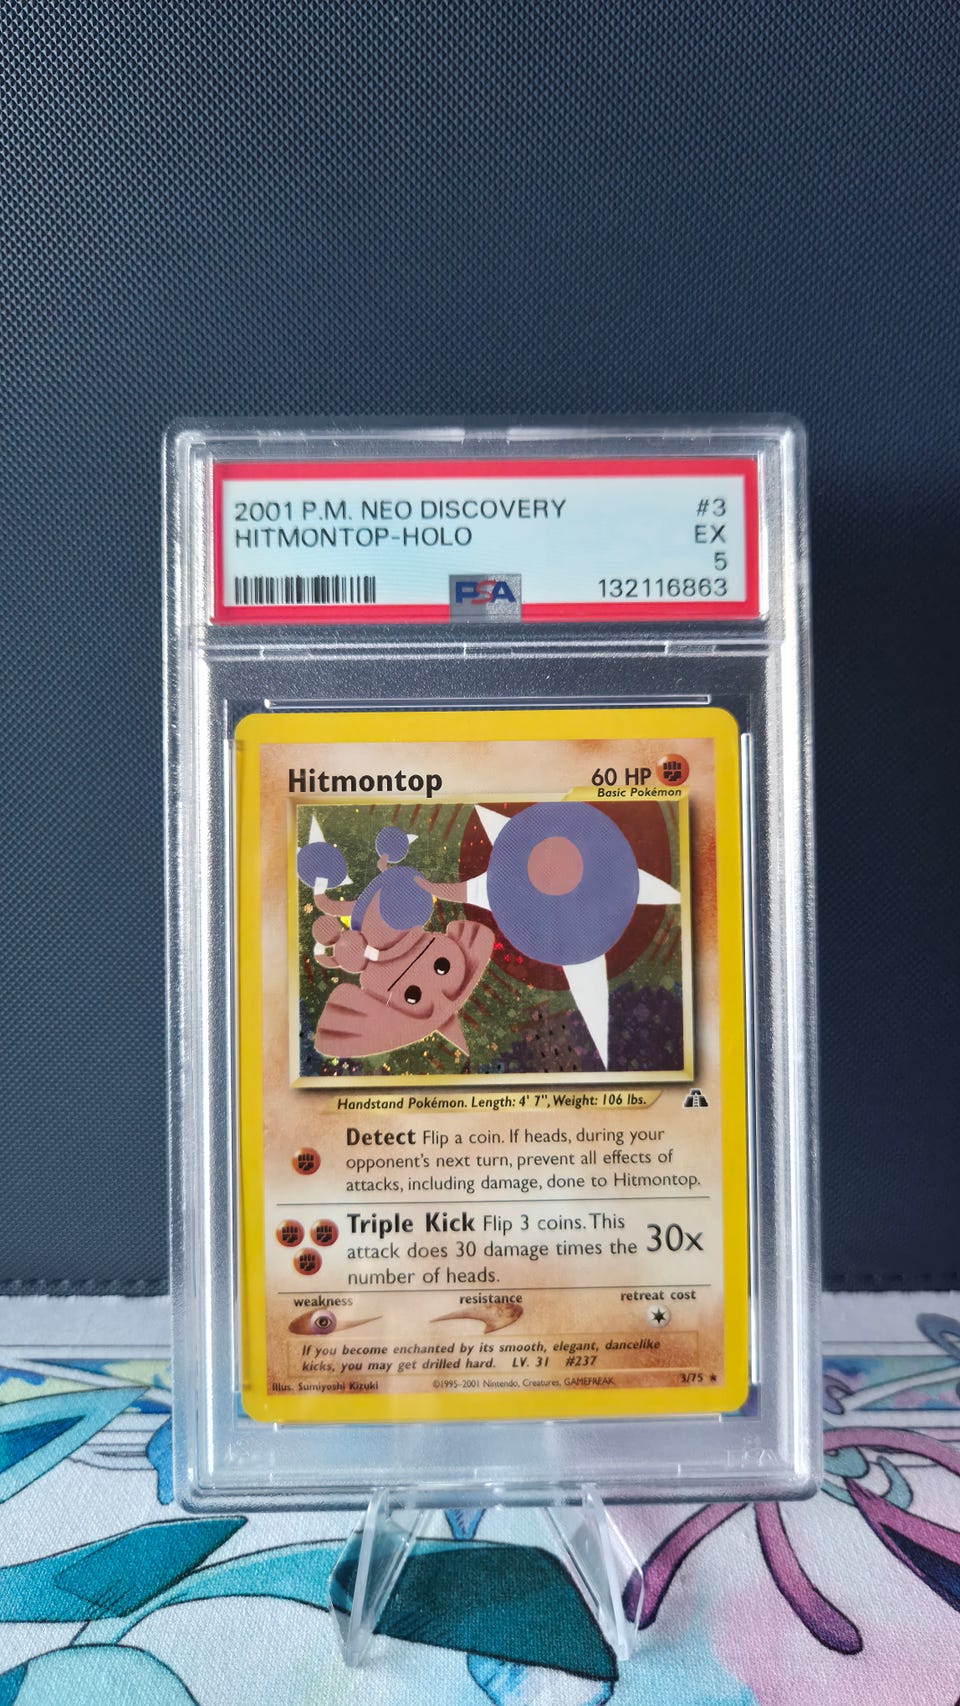 2001 P.M. NEO DISCOVERY #3
HITMONTOP-HOLO EX
5
PSA 132116863
Hitmontop 60 HP
Basic Pokémon
Handstand Pokémon. Length: 4' 7", Weight: 106 lbs.
Detect Flip a coin. If heads, during your
opponent's next turn, prevent all effects of
attacks, including damage, done to Hitmontop.
Triple Kick Flip 3 coins. This
attack does 30 damage times the 30x
number of heads.
weakness resistance retreat cost
If you become enchanted by its smooth, elegant, dancelike
kicks, you may get drilled hard. LV. 31 #237
Illus. Sumiyoshi Kizuki ©1995-2001 Nintendo, Creatures, GAMEFREAK. 3/75 ★
PSA